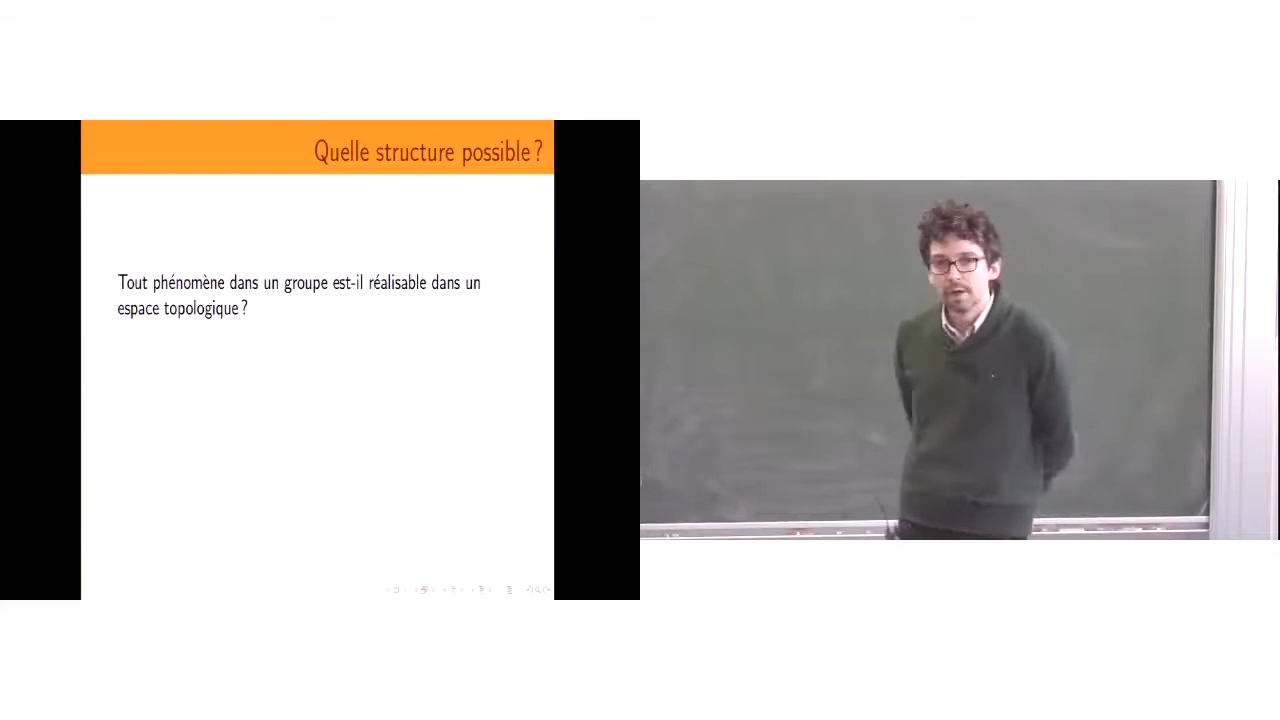 Quelle structure possible ?
Tout phénomène dans un groupe est-il réalisable dans un
espace topologique ?